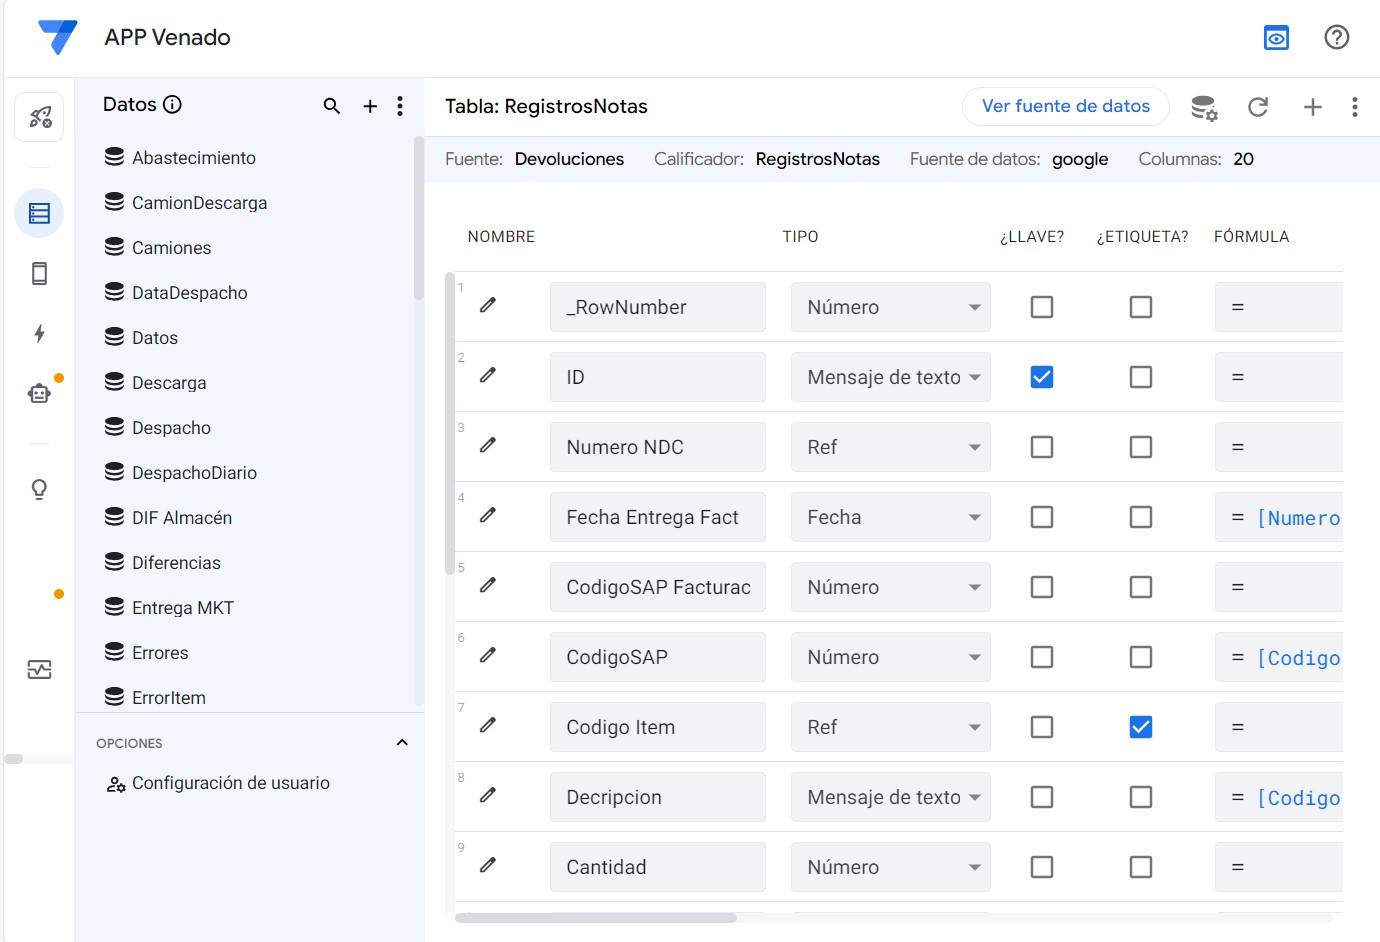 APP Venado
Datos
Abastecimiento
CamionDescarga
Camiones
DataDespacho
Datos
Descarga
Despacho
DespachoDiario
DIF Almacén
Diferencias
Entrega MKT
Errores
ErrorItem
OPCIONES
Configuración de usuario
Tabla: RegistrosNotas
Ver fuente de datos
Fuente: Devoluciones Calificador: RegistrosNotas Fuente de datos: google Columnas: 20
NOMBRE TIPO ¿LLAVE? ¿ETIQUETA? FÓRMULA
1 _RowNumber Número =
2 ID Mensaje de texto =
3 Numero NDC Ref =
4 Fecha Entrega Fact Fecha = [Numero
5 CodigoSAP Facturac Número =
6 CodigoSAP Número = [Codigo
7 Codigo Item Ref =
8 Decripcion Mensaje de texto = [Codigo
9 Cantidad Número =